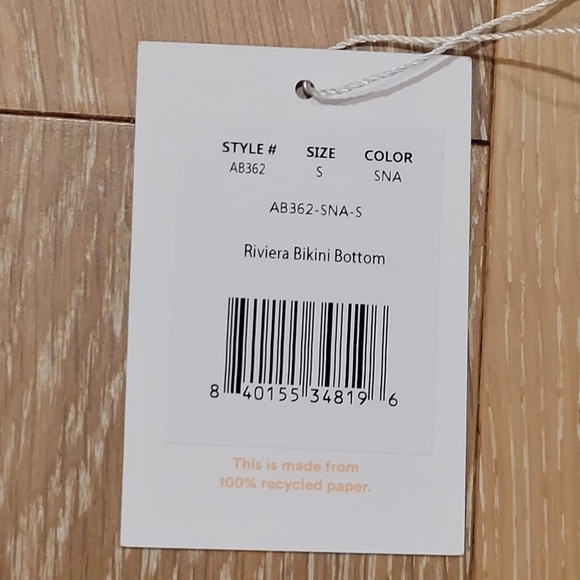 STYLE # SIZE COLOR
AB362 S SNA
AB362-SNA-S
Riviera Bikini Bottom
8 40155 34819 6
This is made from
100% recycled paper.